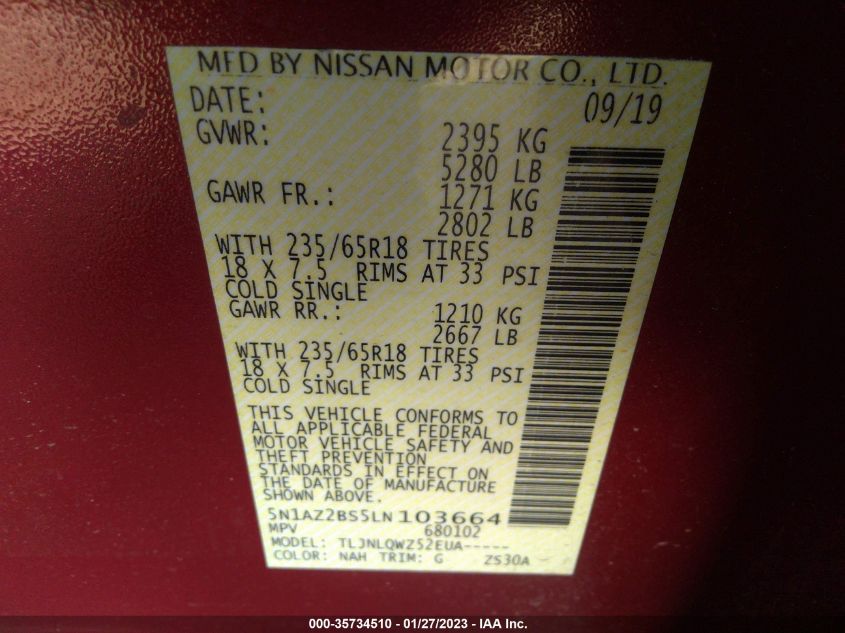 MFD BY NISSAN MOTOR CO., LTD.
DATE: 09/19
GVWR: 2395 KG
5280 LB
GAWR FR.: 1271 KG
2802 LB
WITH 235/65R18 TIRES
18 X 7.5 RIMS AT 33 PSI
COLD SINGLE
GAWR RR.: 1210 KG
2667 LB
WITH 235/65R18 TIRES
18 X 7.5 RIMS AT 33 PSI
COLD SINGLE
THIS VEHICLE CONFORMS TO
ALL APPLICABLE FEDERAL
MOTOR VEHICLE SAFETY AND
THEFT PREVENTION
STANDARDS IN EFFECT ON
THE DATE OF MANUFACTURE
SHOWN ABOVE.
5N1AZ2BS5LN103664
MPV 680102
MODEL: TLJNLQWZ52EUA-----
COLOR: NAH TRIM: G ZS30A -
000-35734510 - 01/27/2023 - IAA Inc.